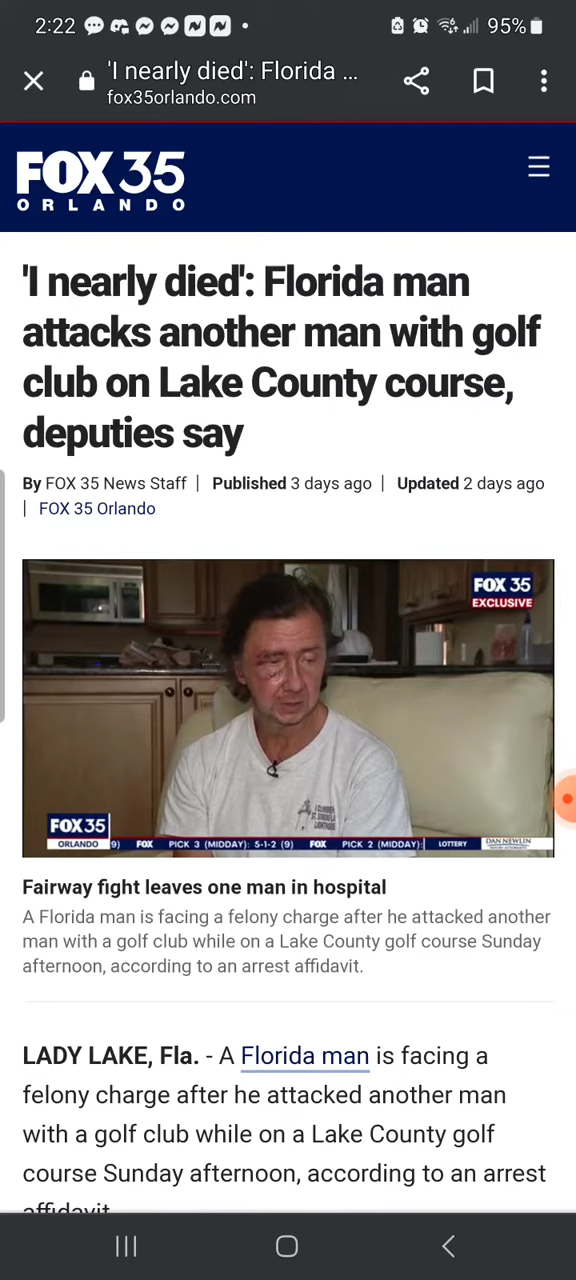 2:22
95%
'I nearly died': Florida ...
fox35orlando.com
FOX 35
ORLANDO
'I nearly died': Florida man
attacks another man with golf
club on Lake County course,
deputies say
By FOX 35 News Staff | Published 3 days ago | Updated 2 days ago
| FOX 35 Orlando
FOX 35
EXCLUSIVE
I CLIMBED
LIGHTHOUSE
FOX 35
ORLANDO 9) FOX PICK 3 (MIDDAY): 5-1-2 (9) FOX PICK 2 (MIDDAY): LOTTERY DAN NEWLIN
Fairway fight leaves one man in hospital
A Florida man is facing a felony charge after he attacked another
man with a golf club while on a Lake County golf course Sunday
afternoon, according to an arrest affidavit.
LADY LAKE, Fla. - A Florida man is facing a
felony charge after he attacked another man
with a golf club while on a Lake County golf
course Sunday afternoon, according to an arrest
affidavit